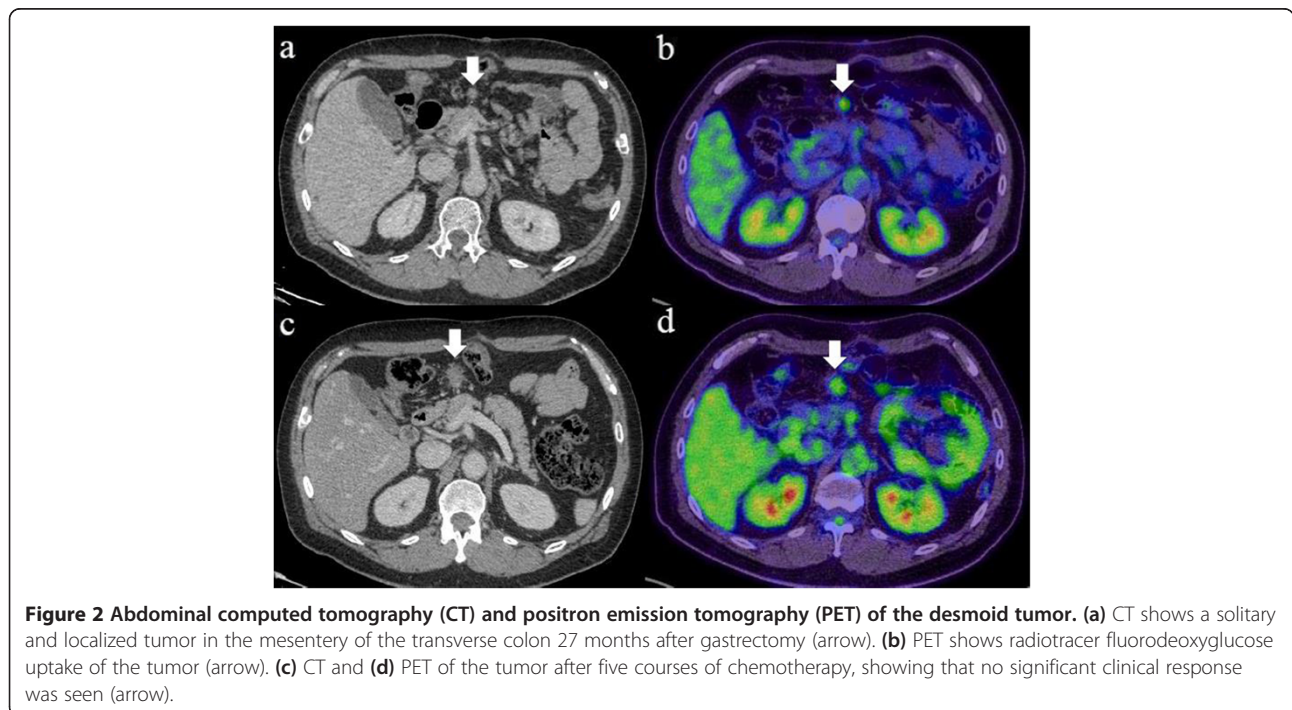 a
b
c
d
Figure 2 Abdominal computed tomography (CT) and positron emission tomography (PET) of the desmoid tumor. (a) CT shows a solitary
and localized tumor in the mesentery of the transverse colon 27 months after gastrectomy (arrow). (b) PET shows radiotracer fluorodeoxyglucose
uptake of the tumor (arrow). (c) CT and (d) PET of the tumor after five courses of chemotherapy, showing that no significant clinical response
was seen (arrow).